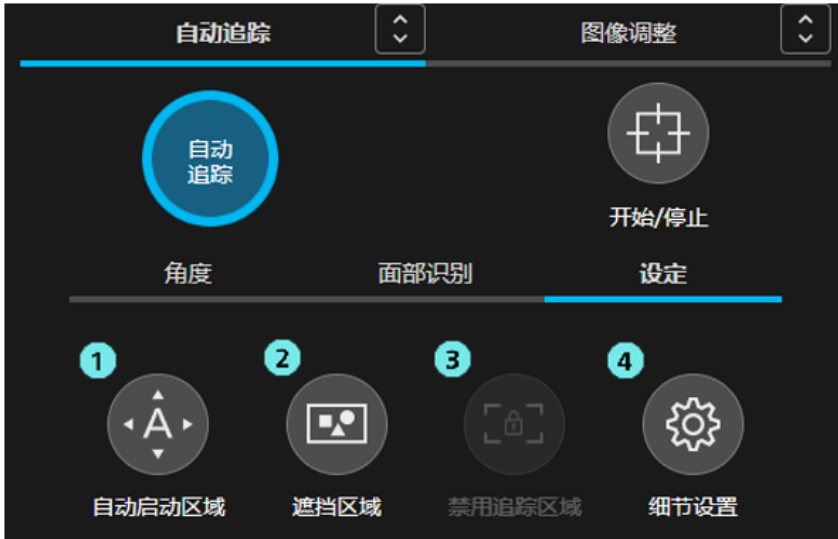 自动追踪
图像调整
自动
追踪
开始/停止
角度
面部识别
设定
1
2
3
4
A
自动启动区域
遮挡区域
禁用追踪区域
细节设置